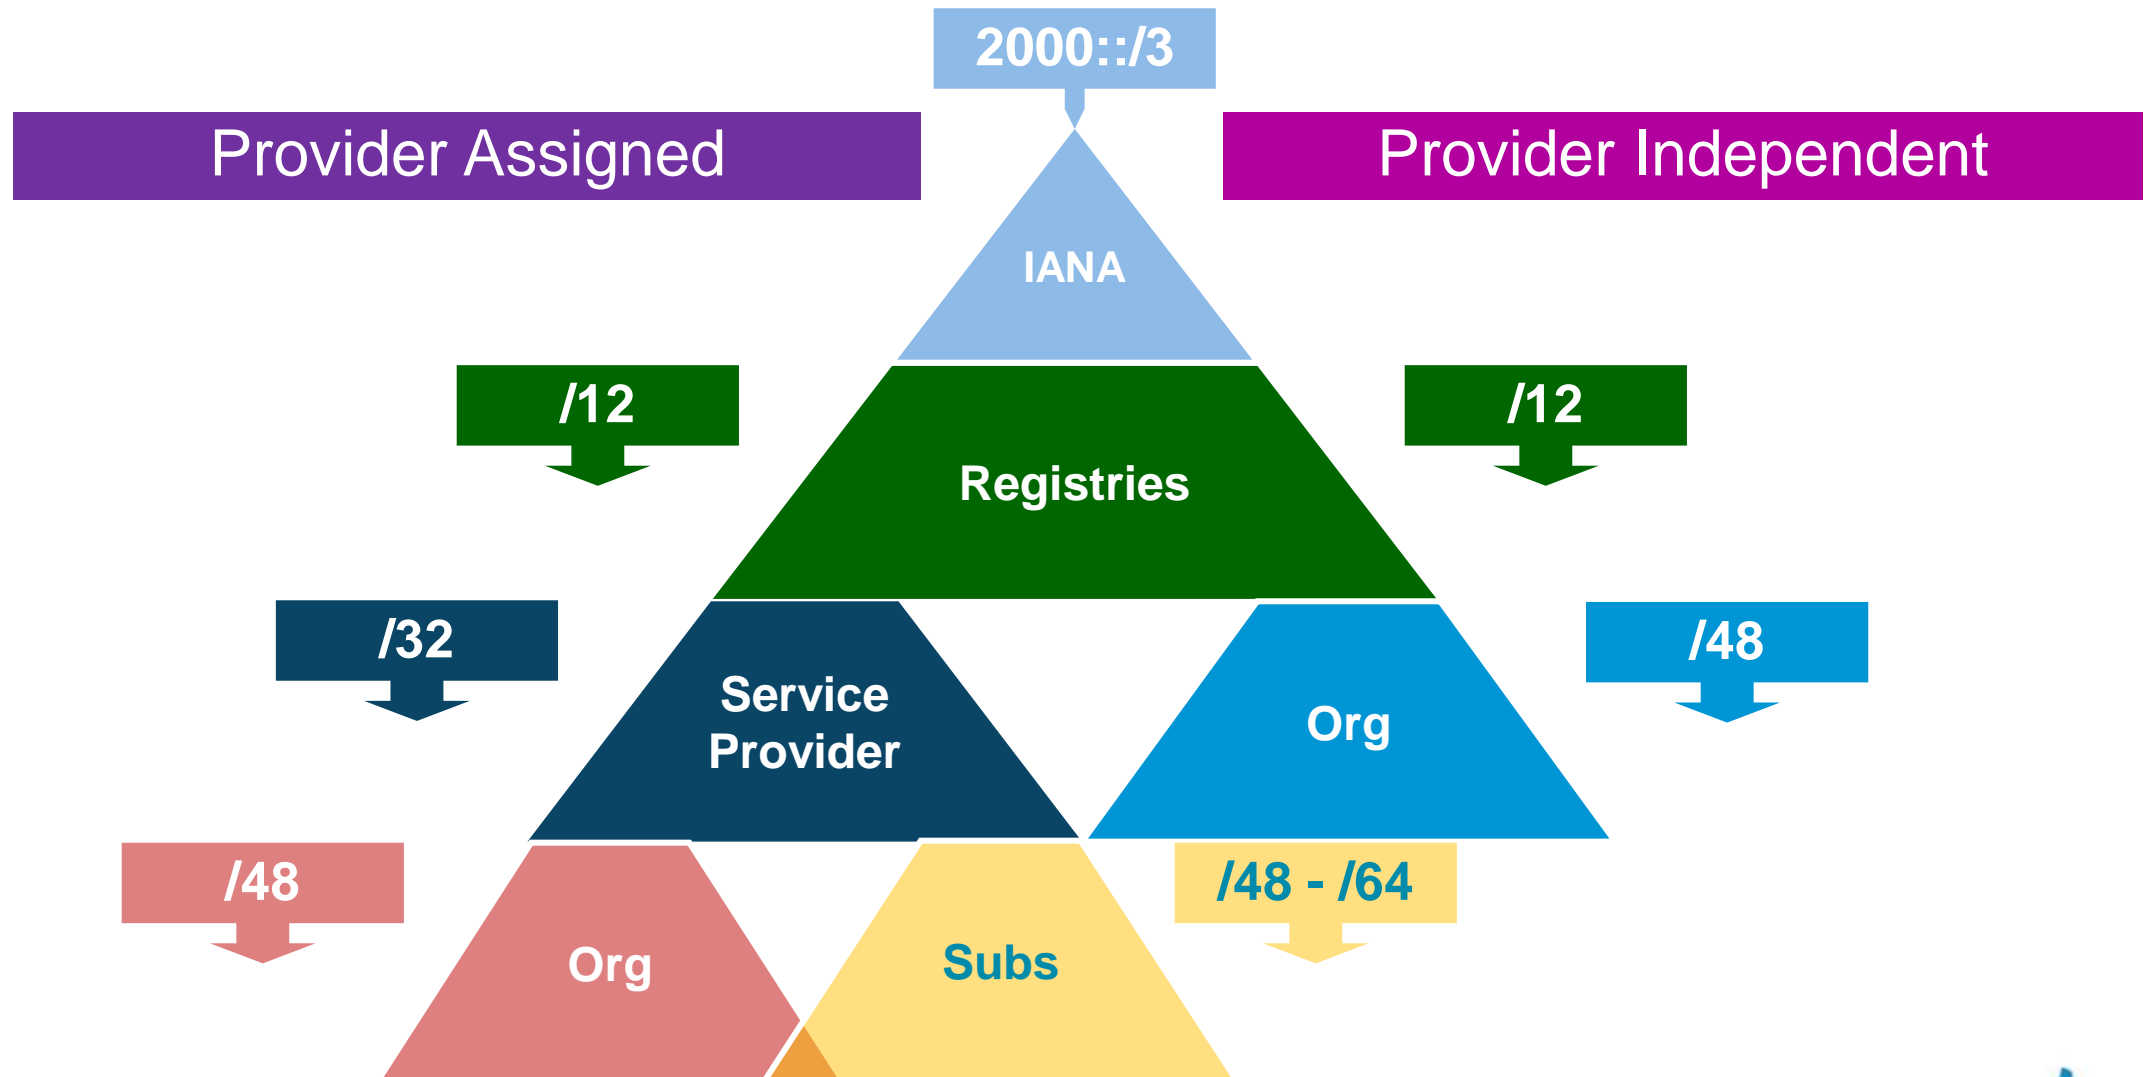 2000::/3
Provider Assigned
Provider Independent
IANA
/12
/12
Registries
/32
/48
Service
Provider
Org
/48
/48 - /64
Org
Subs